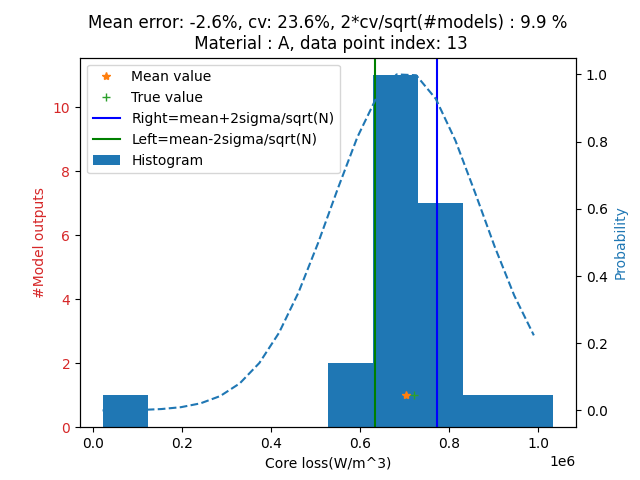 Mean error: -2.6%, cv: 23.6%, 2*cv/sqrt(#models) : 9.9 %
Material : A, data point index: 13
Mean value
True value
Right=mean+2sigma/sqrt(N)
Left=mean-2sigma/sqrt(N)
Histogram
#Model outputs
10
8
6
4
2
0
1.0
0.8
0.6
0.4
0.2
0.0
Probability
0.0 0.2 0.4 0.6 0.8 1.0
1e6
Core loss(W/m^3)